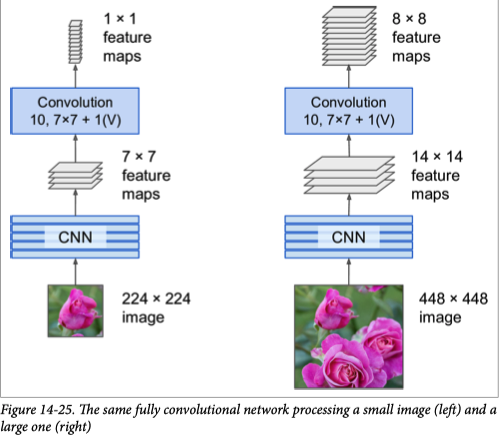 1 × 1
feature
maps
8 × 8
feature
maps
Convolution
10, 7×7 + 1(V)
Convolution
10, 7×7 + 1(V)
7 × 7
feature
maps
14 × 14
feature
maps
CNN
CNN
224 × 224
image
448 × 448
image
Figure 14-25. The same fully convolutional network processing a small image (left) and a
large one (right)